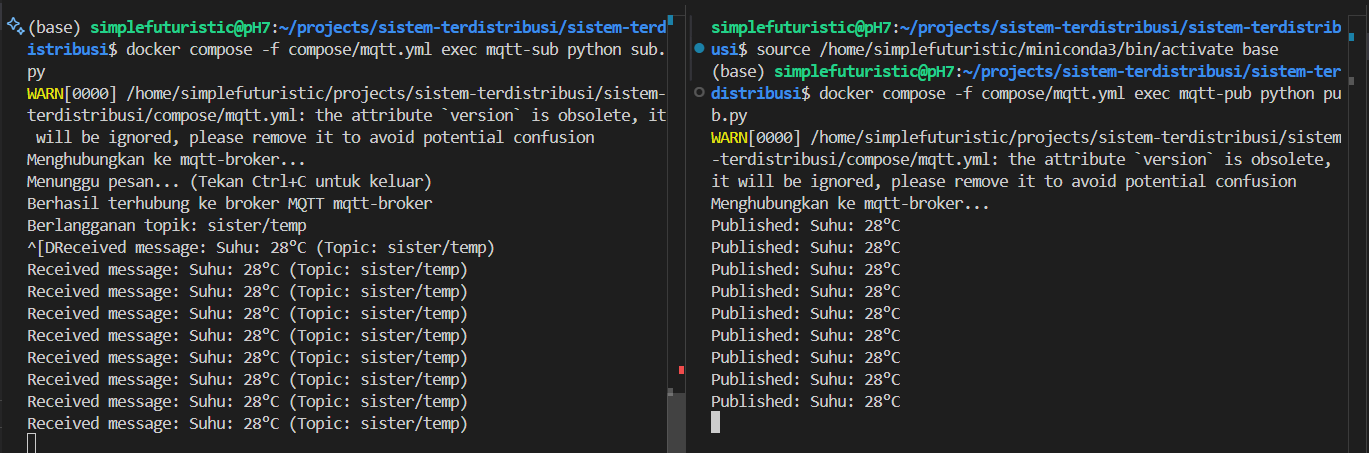 (base) simplefuturistic@pH7:~/projects/sistem-terdistribusi/sistem-terd
istribusi$ docker compose -f compose/mqtt.yml exec mqtt-sub python sub.
py
WARN[0000] /home/simplefuturistic/projects/sistem-terdistribusi/sistem-
terdistribusi/compose/mqtt.yml: the attribute `version` is obsolete, it
 will be ignored, please remove it to avoid potential confusion
Menghubungkan ke mqtt-broker...
Menunggu pesan... (Tekan Ctrl+C untuk keluar)
Berhasil terhubung ke broker MQTT mqtt-broker
Berlangganan topik: sister/temp
^[DReceived message: Suhu: 28°C (Topic: sister/temp)
Received message: Suhu: 28°C (Topic: sister/temp)
Received message: Suhu: 28°C (Topic: sister/temp)
Received message: Suhu: 28°C (Topic: sister/temp)
Received message: Suhu: 28°C (Topic: sister/temp)
Received message: Suhu: 28°C (Topic: sister/temp)
Received message: Suhu: 28°C (Topic: sister/temp)
Received message: Suhu: 28°C (Topic: sister/temp)
Received message: Suhu: 28°C (Topic: sister/temp)
simplefuturistic@pH7:~/projects/sistem-terdistribusi/sistem-terdistrib
usi$ source /home/simplefuturistic/miniconda3/bin/activate base
(base) simplefuturistic@pH7:~/projects/sistem-terdistribusi/sistem-ter
distribusi$ docker compose -f compose/mqtt.yml exec mqtt-pub python pu
b.py
WARN[0000] /home/simplefuturistic/projects/sistem-terdistribusi/sistem
-terdistribusi/compose/mqtt.yml: the attribute `version` is obsolete,
it will be ignored, please remove it to avoid potential confusion
Menghubungkan ke mqtt-broker...
Published: Suhu: 28°C
Published: Suhu: 28°C
Published: Suhu: 28°C
Published: Suhu: 28°C
Published: Suhu: 28°C
Published: Suhu: 28°C
Published: Suhu: 28°C
Published: Suhu: 28°C
Published: Suhu: 28°C